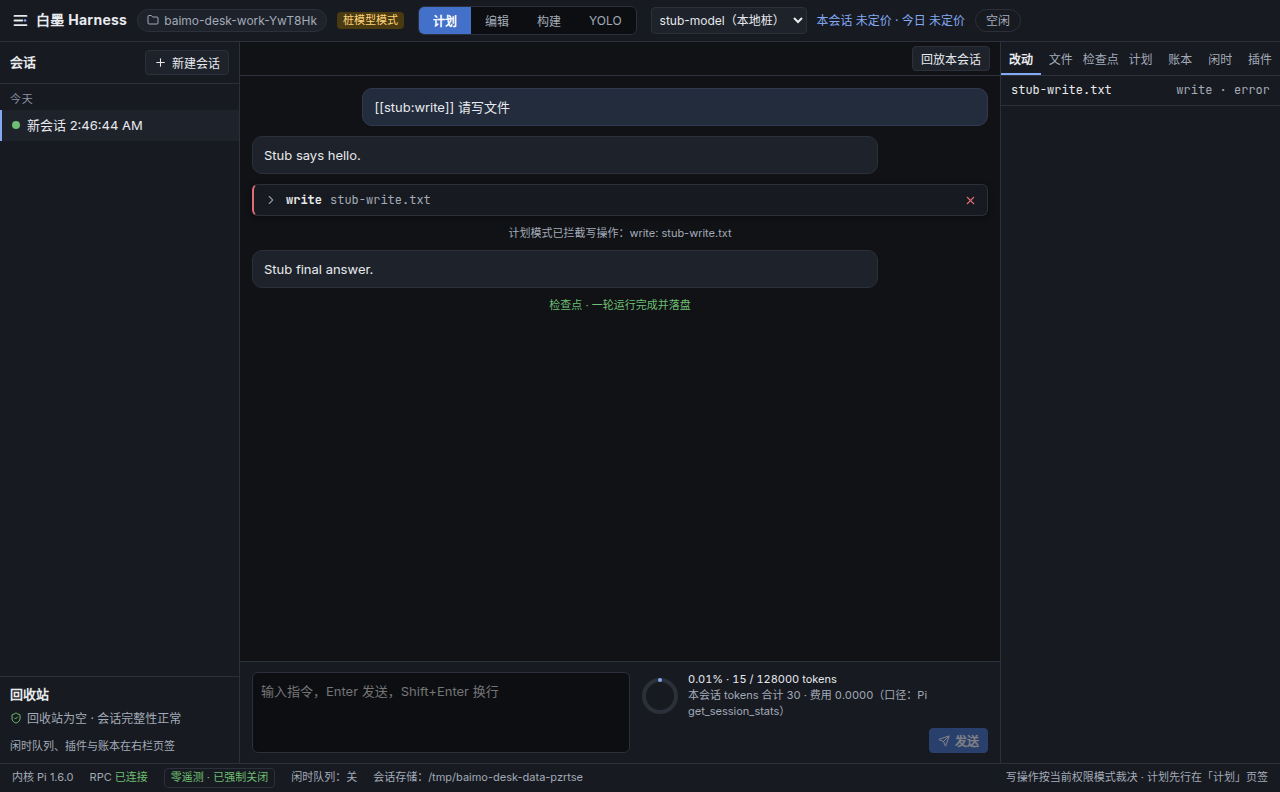 白墨 Harness
baimo-desk-work-YwT8Hk
桩模型模式
计划
编辑
构建
YOLO
stub-model（本地桩）
本会话 未定价 · 今日 未定价
空闲
会话
新建会话
今天
新会话 2:46:44 AM
回收站
回收站为空 · 会话完整性正常
闲时队列、插件与账本在右栏页签
回放本会话
[[stub:write]] 请写文件
Stub says hello.
write stub-write.txt
计划模式已拦截写操作：write: stub-write.txt
Stub final answer.
检查点 · 一轮运行完成并落盘
输入指令，Enter 发送，Shift+Enter 换行
0.01% · 15 / 128000 tokens
本会话 tokens 合计 30 · 费用 0.0000（口径：Pi
get_session_stats）
发送
改动
文件
检查点
计划
账本
闲时
插件
stub-write.txt
write · error
内核 Pi 1.6.0
RPC 已连接
零遥测 · 已强制关闭
闲时队列：关
会话存储：/tmp/baimo-desk-data-pzrtse
写操作按当前权限模式裁决 · 计划先行在「计划」页签